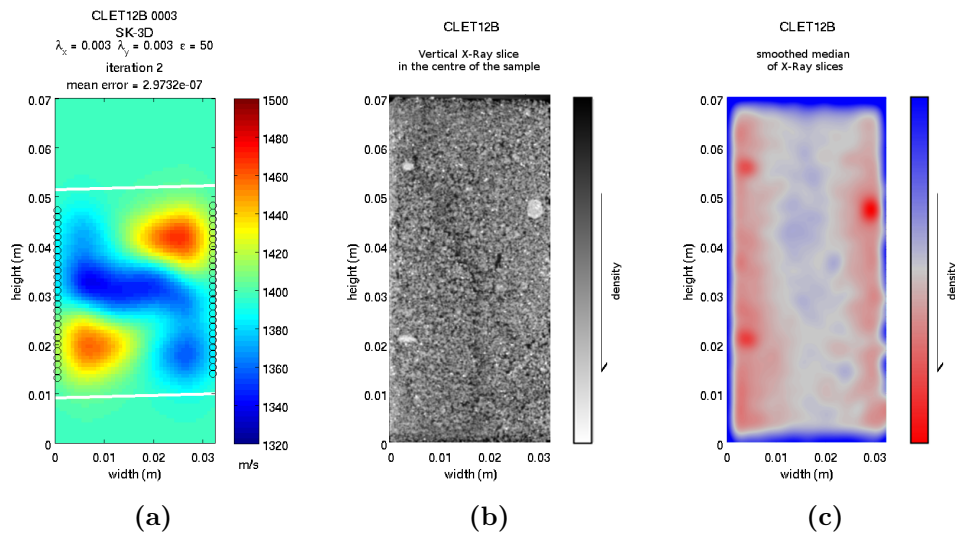 CLET12B 0003
SK-3D
λx = 0.003 λy = 0.003 ε = 50
iteration 2
mean error = 2.9732e-07
0.07
0.06
0.05
0.04
0.03
0.02
0.01
0
height (m)
0 0.01 0.02 0.03
width (m)
1500
1480
1460
1440
1420
1400
1380
1360
1340
1320
m/s
(a)
CLET12B
Vertical X-Ray slice
in the centre of the sample
0.07
0.06
0.05
0.04
0.03
0.02
0.01
0
height (m)
0 0.01 0.02 0.03
width (m)
density
(b)
CLET12B
smoothed median
of X-Ray slices
0.07
0.06
0.05
0.04
0.03
0.02
0.01
0
height (m)
0 0.01 0.02 0.03
width (m)
density
(c)